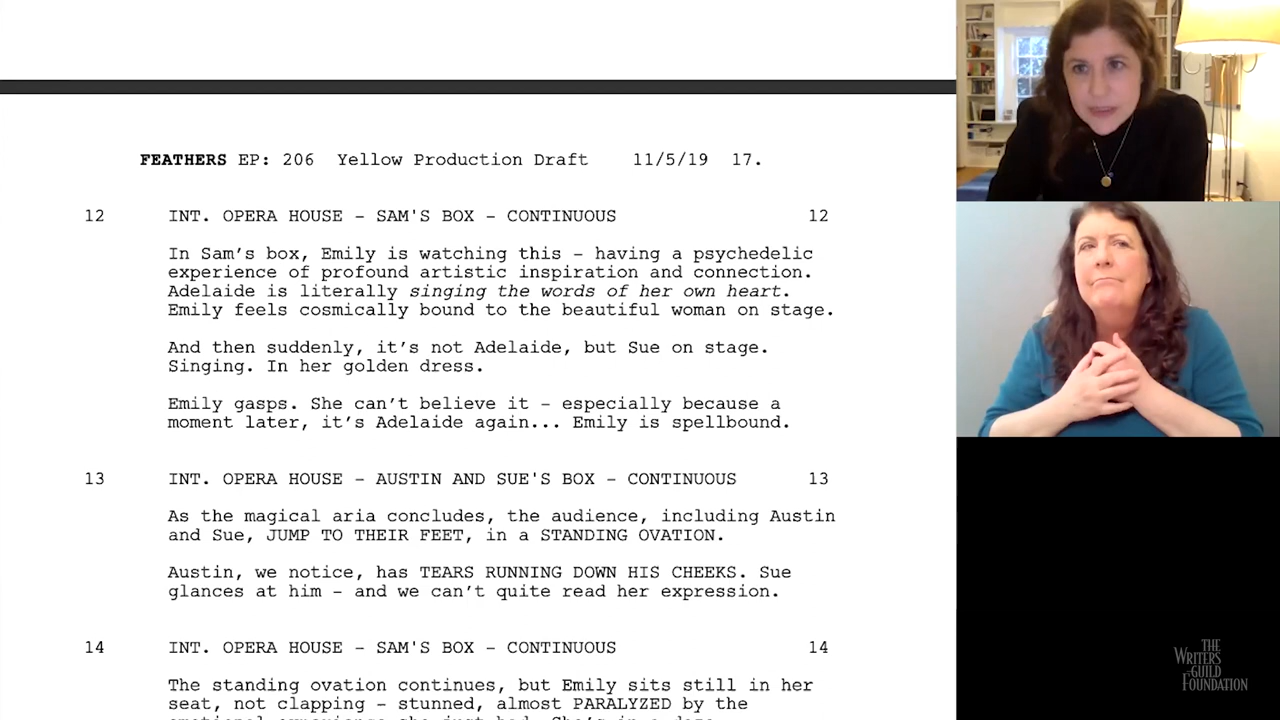 FEATHERS EP: 206 Yellow Production Draft 11/5/19 17.
12 INT. OPERA HOUSE – SAM'S BOX – CONTINUOUS 12
In Sam’s box, Emily is watching this – having a psychedelic
experience of profound artistic inspiration and connection.
Adelaide is literally singing the words of her own heart.
Emily feels cosmically bound to the beautiful woman on stage.
And then suddenly, it’s not Adelaide, but Sue on stage.
Singing. In her golden dress.
Emily gasps. She can’t believe it – especially because a
moment later, it’s Adelaide again... Emily is spellbound.
13 INT. OPERA HOUSE – AUSTIN AND SUE'S BOX – CONTINUOUS 13
As the magical aria concludes, the audience, including Austin
and Sue, JUMP TO THEIR FEET, in a STANDING OVATION.
Austin, we notice, has TEARS RUNNING DOWN HIS CHEEKS. Sue
glances at him – and we can’t quite read her expression.
14 INT. OPERA HOUSE – SAM'S BOX – CONTINUOUS 14
The standing ovation continues, but Emily sits still in her
seat, not clapping – stunned, almost PARALYZED by the
THE
WRITERS
GUILD
FOUNDATION